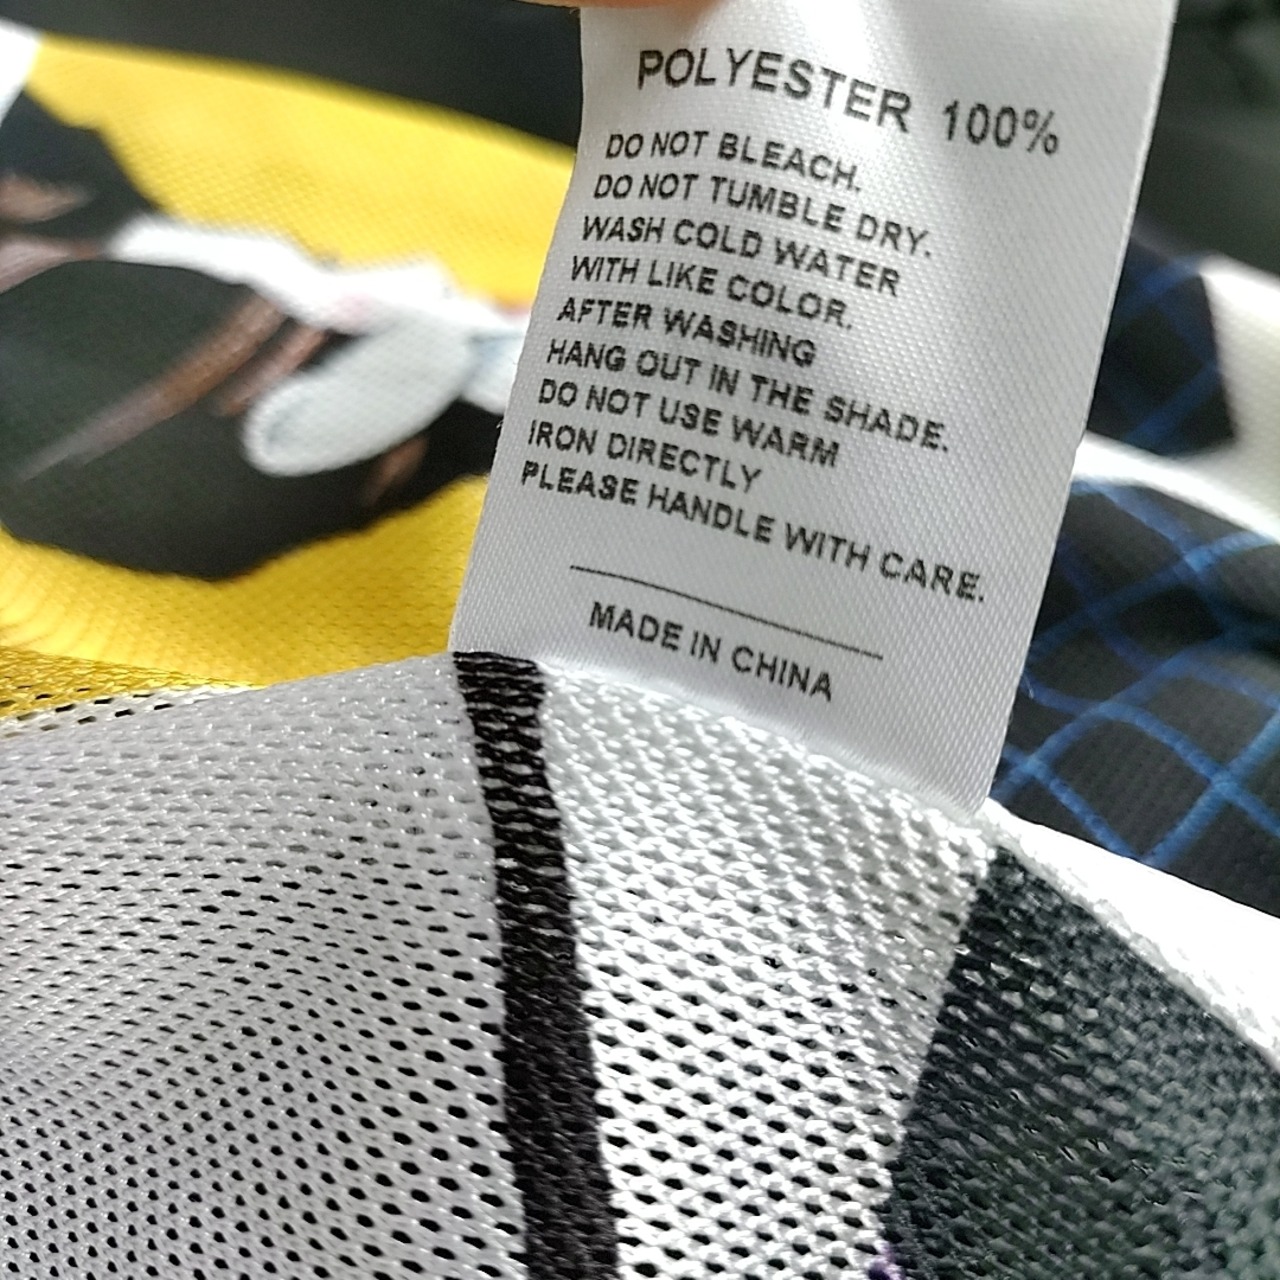 POLYESTER 100%
DO NOT BLEACH.
DO NOT TUMBLE DRY.
WASH COLD WATER
WITH LIKE COLOR.
AFTER WASHING
HANG OUT IN THE SHADE.
DO NOT USE WARM
IRON DIRECTLY
PLEASE HANDLE WITH CARE.
MADE IN CHINA